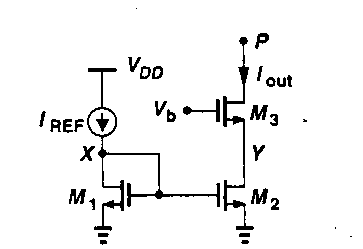 P
V_DD
I_out
I_REF
V_b
M_3
X
Y
M_1
M_2